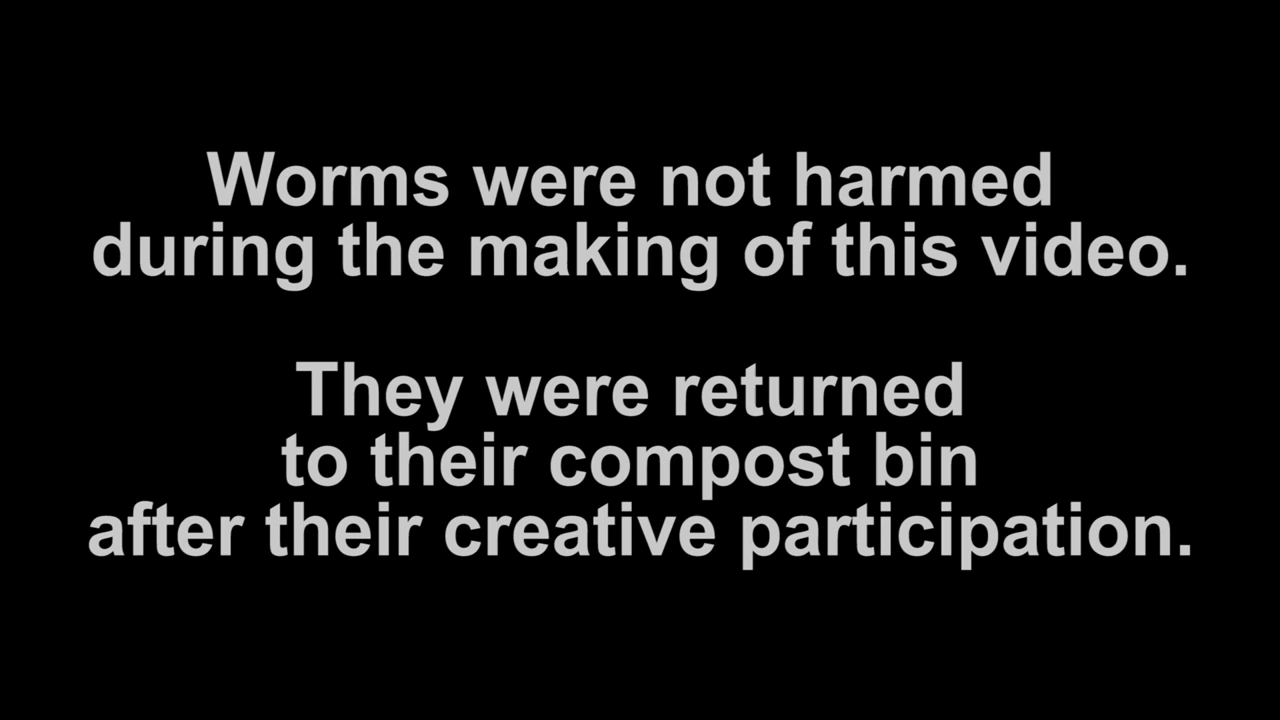 Worms were not harmed
during the making of this video.
They were returned
to their compost bin
after their creative participation.